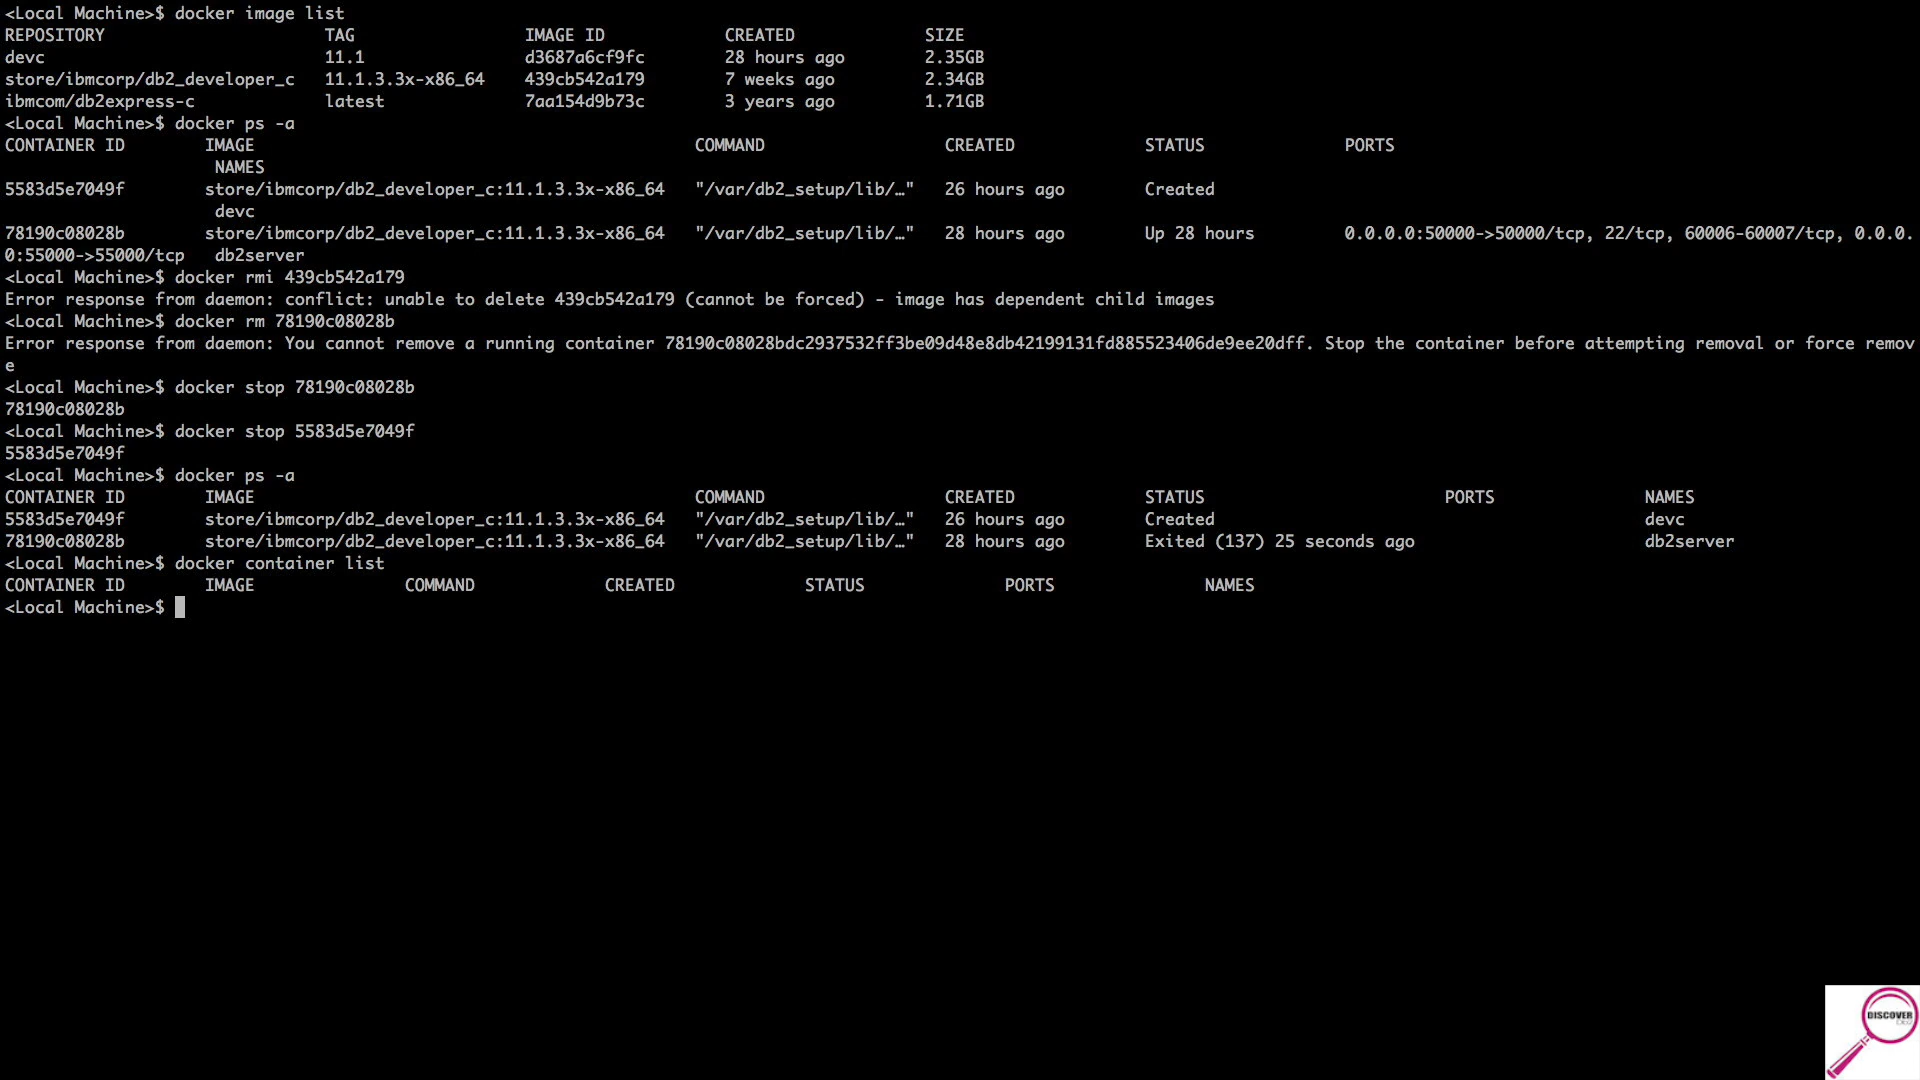 <Local Machine>$ docker image list
REPOSITORY TAG IMAGE ID CREATED SIZE
devc 11.1 d3687a6cf9fc 28 hours ago 2.35GB
store/ibmcorp/db2_developer_c 11.1.3.3x-x86_64 439cb542a179 7 weeks ago 2.34GB
ibmcom/db2express-c latest 7aa154d9b73c 3 years ago 1.71GB
<Local Machine>$ docker ps -a
CONTAINER ID IMAGE COMMAND CREATED STATUS PORTS
NAMES
5583d5e7049f store/ibmcorp/db2_developer_c:11.1.3.3x-x86_64 "/var/db2_setup/lib/…" 26 hours ago Created
devc
78190c08028b store/ibmcorp/db2_developer_c:11.1.3.3x-x86_64 "/var/db2_setup/lib/…" 28 hours ago Up 28 hours 0.0.0.0:50000->50000/tcp, 22/tcp, 60006-60007/tcp, 0.0.0.
0:55000->55000/tcp db2server
<Local Machine>$ docker rmi 439cb542a179
Error response from daemon: conflict: unable to delete 439cb542a179 (cannot be forced) - image has dependent child images
<Local Machine>$ docker rm 78190c08028b
Error response from daemon: You cannot remove a running container 78190c08028bdc2937532ff3be09d48e8db42199131fd885523406de9ee20dff. Stop the container before attempting removal or force remov
e
<Local Machine>$ docker stop 78190c08028b
78190c08028b
<Local Machine>$ docker stop 5583d5e7049f
5583d5e7049f
<Local Machine>$ docker ps -a
CONTAINER ID IMAGE COMMAND CREATED STATUS PORTS NAMES
5583d5e7049f store/ibmcorp/db2_developer_c:11.1.3.3x-x86_64 "/var/db2_setup/lib/…" 26 hours ago Created devc
78190c08028b store/ibmcorp/db2_developer_c:11.1.3.3x-x86_64 "/var/db2_setup/lib/…" 28 hours ago Exited (137) 25 seconds ago db2server
<Local Machine>$ docker container list
CONTAINER ID IMAGE COMMAND CREATED STATUS PORTS NAMES
<Local Machine>$
DISCOVER